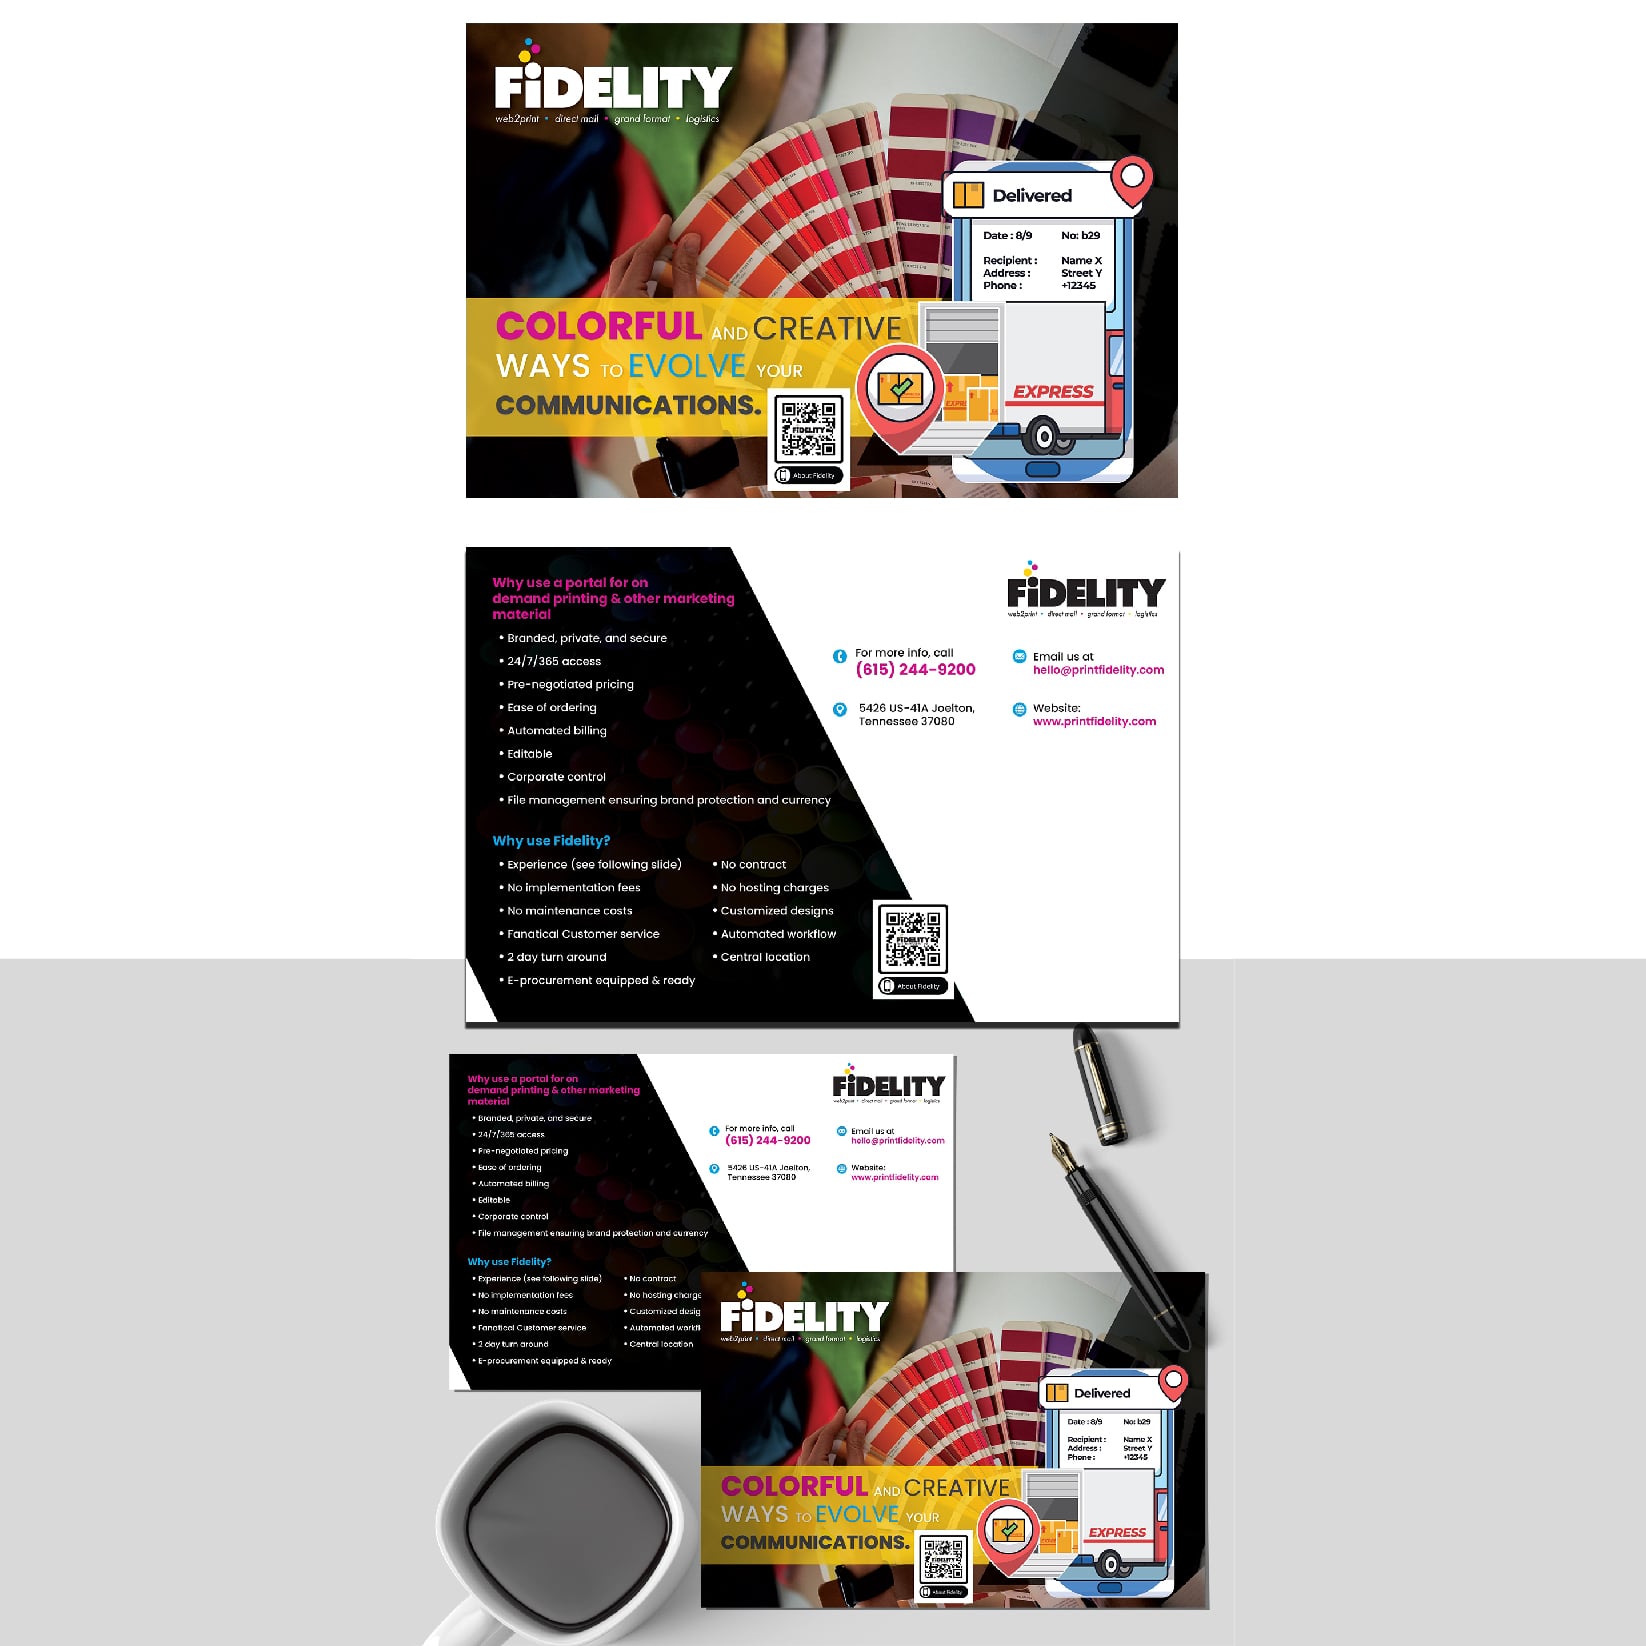 FiDELITY
web2print • direct mail • grand format • logistics
Delivered
Date : 8/9 No: b29
Recipient : Name X
Address : Street Y
Phone : +12345
COLORFUL AND CREATIVE
WAYS TO EVOLVE YOUR
COMMUNICATIONS.
EXPRESS
EXPRE
FiDELITY
About Fidelity
Why use a portal for on
demand printing & other marketing
material
• Branded, private, and secure
• 24/7/365 access
• Pre-negotiated pricing
• Ease of ordering
• Automated billing
• Editable
• Corporate control
• File management ensuring brand protection and currency
Why use Fidelity?
• Experience (see following slide)
• No implementation fees
• No maintenance costs
• Fanatical Customer service
• 2 day turn around
• E-procurement equipped & ready
• No contract
• No hosting charges
• Customized designs
• Automated workflow
• Central location
FiDELITY
web2print • direct mail • grand format • logistics
For more info, call
(615) 244-9200
Email us at
hello@printfidelity.com
5426 US-41A Joelton,
Tennessee 37080
Website:
www.printfidelity.com
FiDELITY
About Fidelity
Why use a portal for on
demand printing & other marketing
material
• Branded, private, and secure
• 24/7/365 access
• Pre-negotiated pricing
• Ease of ordering
• Automated billing
• Editable
• Corporate control
• File management ensuring brand protection and currency
Why use Fidelity?
• Experience (see following slide)
• No implementation fees
• No maintenance costs
• Fanatical Customer service
• 2 day turn around
• E-procurement equipped & ready
• No contract
• No hosting charge
• Customized desig
• Automated workfl
• Central location
FiDELITY
web2print • direct mail • grand format • logistics
For more info, call
(615) 244-9200
Email us at
hello@printfidelity.com
5426 US-41A Joelton,
Tennessee 37080
Website:
www.printfidelity.com
FiDELITY
web2print • direct mail • grand format • logistics
Delivered
Date : 8/9 No: b29
Recipient : Name X
Address : Street Y
Phone : +12345
COLORFUL AND CREATIVE
WAYS TO EVOLVE YOUR
COMMUNICATIONS.
EXPRESS
FiDELITY
About Fidelity